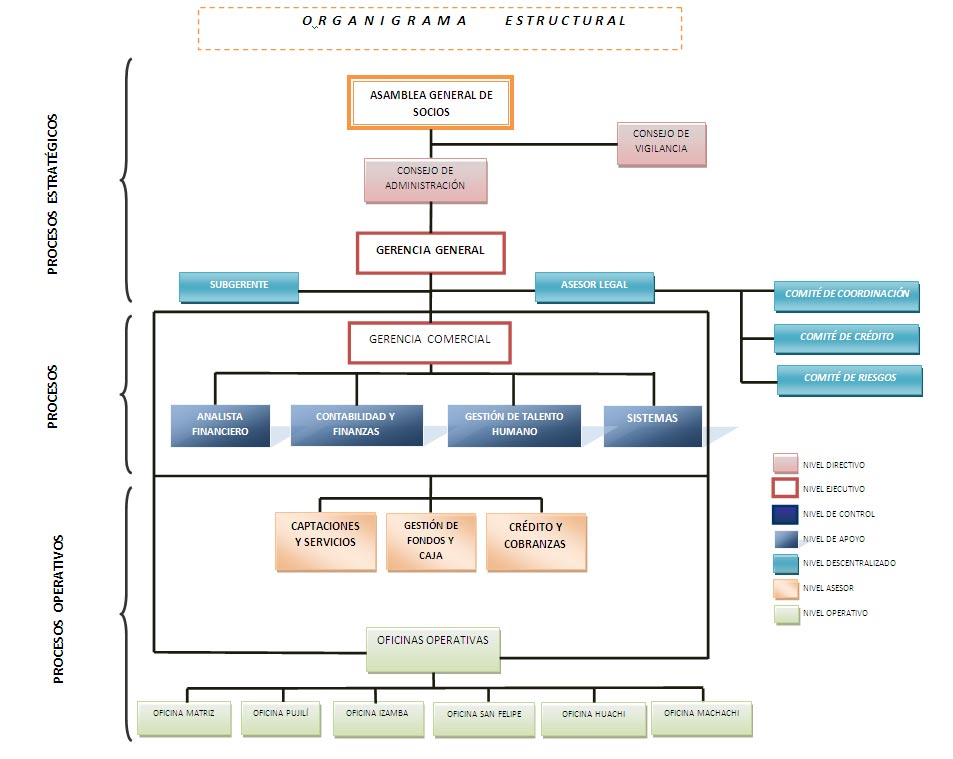 ORGANIGRAMA ESTRUCTURAL
PROCESOS ESTRATÉGICOS
ASAMBLEA GENERAL DE
SOCIOS
CONSEJO DE
VIGILANCIA
CONSEJO DE
ADMINISTRACIÓN
GERENCIA GENERAL
SUBGERENTE
ASESOR LEGAL
COMITÉ DE COORDINACIÓN
COMITÉ DE CRÉDITO
COMITÉ DE RIESGOS
PROCESOS
GERENCIA COMERCIAL
ANALISTA
FINANCIERO
CONTABILIDAD Y
FINANZAS
GESTIÓN DE TALENTO
HUMANO
SISTEMAS
PROCESOS OPERATIVOS
CAPTACIONES
Y SERVICIOS
GESTIÓN DE
FONDOS Y
CAJA
CRÉDITO Y
COBRANZAS
NIVEL DIRECTIVO
NIVEL EJECUTIVO
NIVEL DE CONTROL
NIVEL DE APOYO
NIVEL DESCENTRALIZADO
NIVEL ASESOR
NIVEL OPERATIVO
OFICINAS OPERATIVAS
OFICINA MATRIZ
OFICINA PUJILÍ
OFICINA IZAMBA
OFICINA SAN FELIPE
OFICINA HUACHI
OFICINA MACHACHI